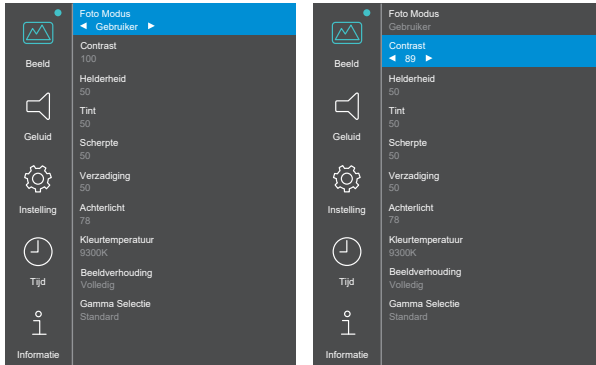 Beeld
Geluid
Instelling
Tijd
Informatie
Foto Modus
Gebruiker
Contrast
100
Helderheid
50
Tint
50
Scherpte
50
Verzadiging
50
Achterlicht
78
Kleurtemperatuur
9300K
Beeldverhouding
Volledig
Gamma Selectie
Standard
Beeld
Geluid
Instelling
Tijd
Informatie
Foto Modus
Gebruiker
Contrast
89
Helderheid
50
Tint
50
Scherpte
50
Verzadiging
50
Achterlicht
78
Kleurtemperatuur
9300K
Beeldverhouding
Volledig
Gamma Selectie
Standard